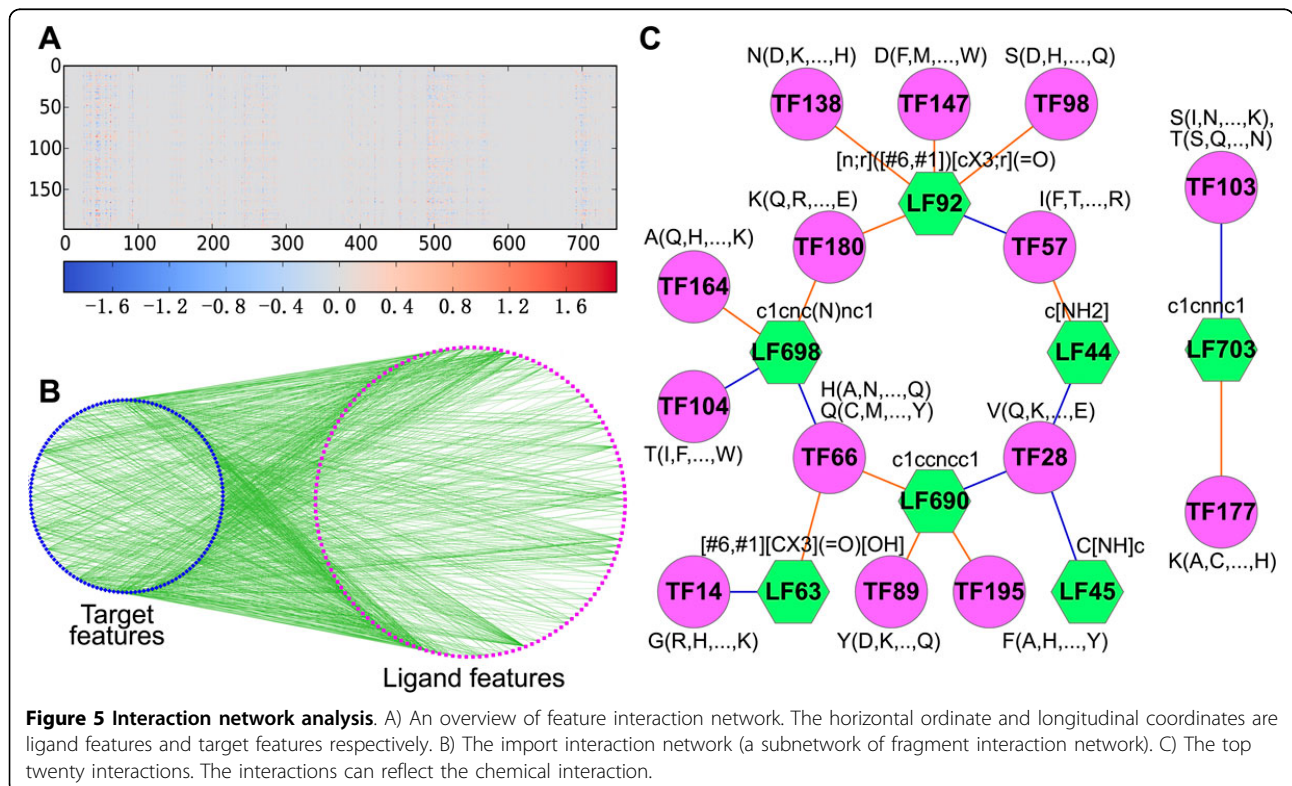 A
0
50
100
150
0 100 200 300 400 500 600 700
−1.6 −0.8 −0.4 0.0 0.4 0.8 1.2 1.6
B
Target
features
Ligand features
C
N(D,K,...,H) D(F,M,...,W) S(D,H,...,Q)
TF138 TF147 TF98
[n;r]([#6,#1])[cX3;r](=O)
LF92
K(Q,R,...,E) I(F,T,...,R)
TF180 TF57
A(Q,H,...,K)
TF164
c1cnc(N)nc1 c[NH2]
LF698 LF44
TF104
T(I,F,...,W)
H(A,N,...,Q)
Q(C,M,...,Y) V(Q,K,...,E)
TF66 TF28
c1ccncc1
LF690
[#6,#1][CX3](=O)[OH] C[NH]c
TF14 LF63 TF89 TF195 LF45
G(R,H,...,K) Y(D,K,..,Q) F(A,H,...,Y)
S(I,N,...,K),
T(S,Q,..,N)
TF103
c1cnnc1
LF703
TF177
K(A,C,...,H)
Figure 5 Interaction network analysis. A) An overview of feature interaction network. The horizontal ordinate and longitudinal coordinates are
ligand features and target features respectively. B) The import interaction network (a subnetwork of fragment interaction network). C) The top
twenty interactions. The interactions can reflect the chemical interaction.